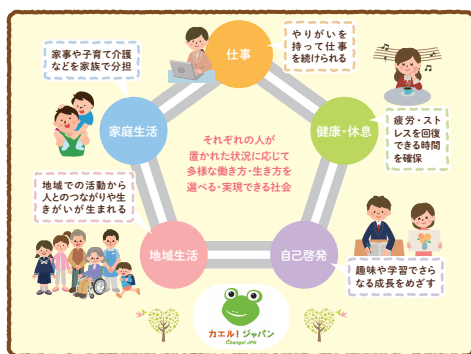 仕事
やりがいを
持って仕事
を続けられる
家事や子育て介護
などを家族で分担
家庭生活
健康・休息
疲労・スト
レスを回復
できる時間
を確保
それぞれの人が
置かれた状況に応じて
多様な働き方・生き方を
選べる・実現できる社会
地域での活動から
人とのつながりや生
きがいが生まれる
地域生活
自己啓発
趣味や学習でさら
なる成長をめざす
カエル!ジャパン
Change! JPN